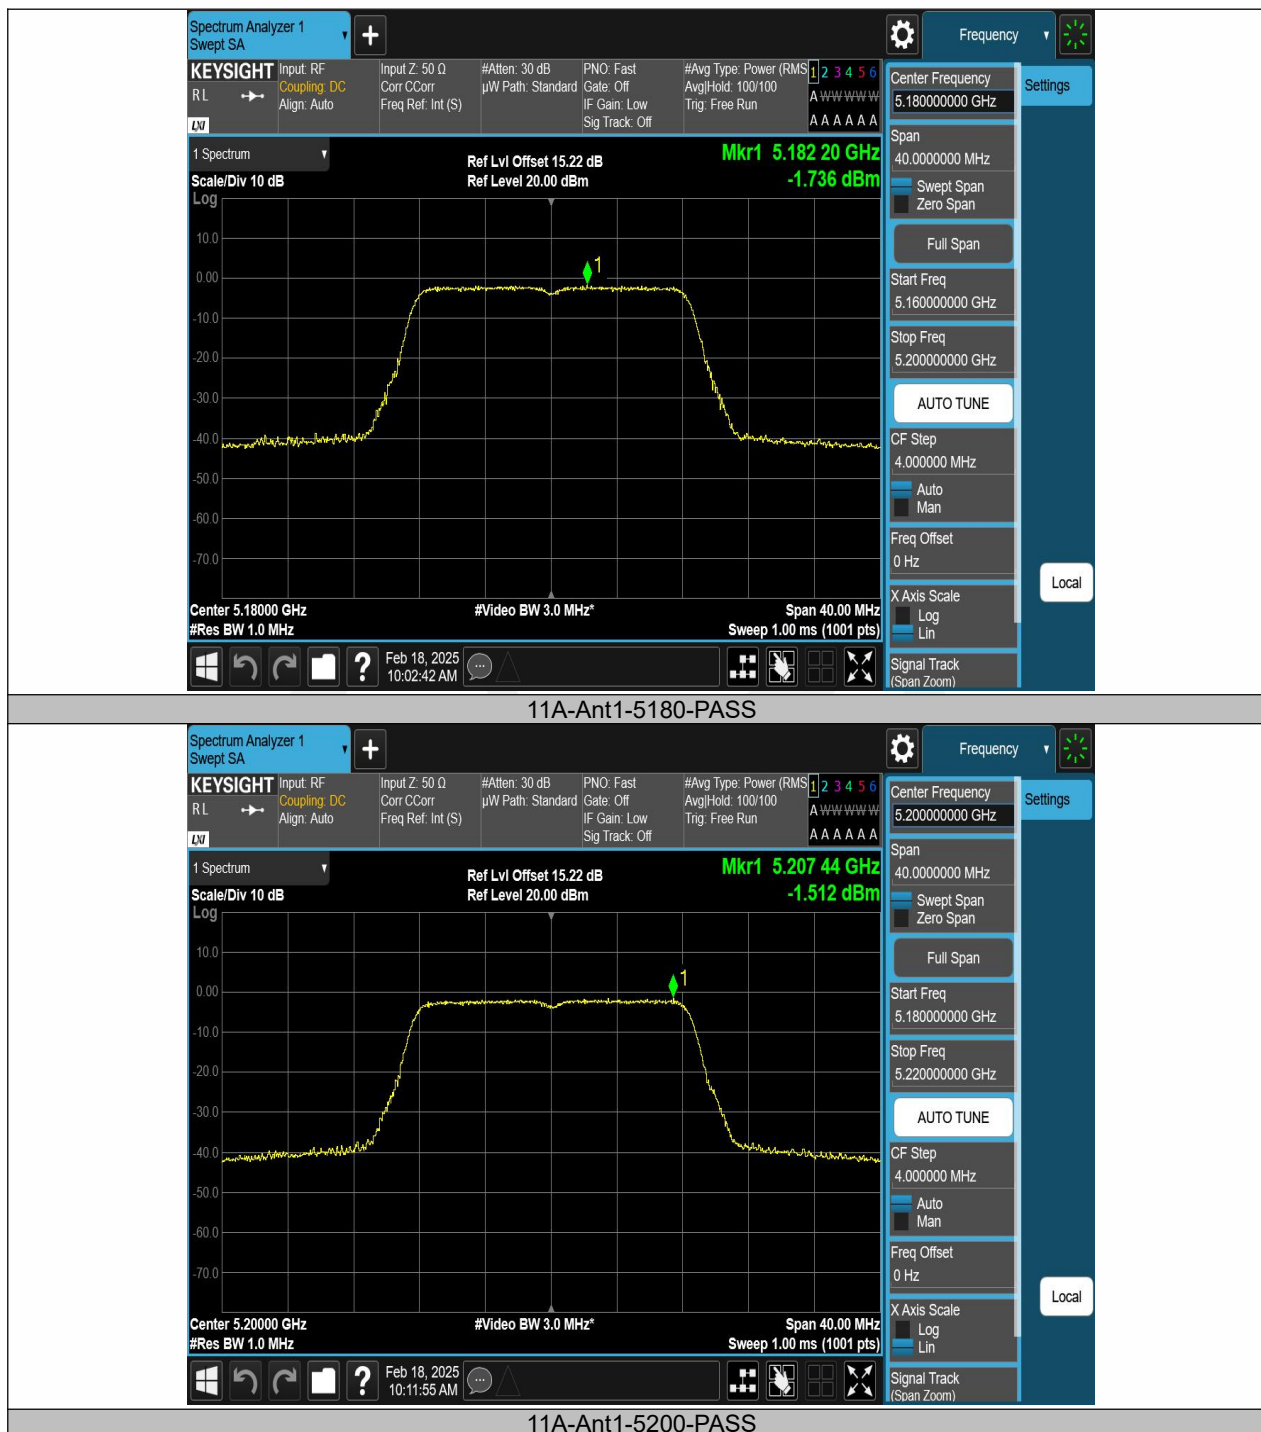 Spectrum Analyzer 1
Swept SA
Frequency
KEYSIGHT
R L
LXI
Input: RF
Coupling: DC
Align: Auto
Input Z: 50 Ω
Corr CCorr
Freq Ref: Int (S)
#Atten: 30 dB
µW Path: Standard
PNO: Fast
Gate: Off
IF Gain: Low
Sig Track: Off
#Avg Type: Power (RMS
Avg|Hold: 100/100
Trig: Free Run
1 2 3 4 5 6
A W W W W W
A A A A A A
1 Spectrum
Scale/Div 10 dB
Log
Ref Lvl Offset 15.22 dB
Ref Level 20.00 dBm
Mkr1 5.182 20 GHz
-1.736 dBm
1
10.0
0.00
-10.0
-20.0
-30.0
-40.0
-50.0
-60.0
-70.0
Center 5.18000 GHz
#Res BW 1.0 MHz
#Video BW 3.0 MHz*
Span 40.00 MHz
Sweep 1.00 ms (1001 pts)
?
Feb 18, 2025
10:02:42 AM
Center Frequency
5.180000000 GHz
Settings
Span
40.0000000 MHz
Swept Span
Zero Span
Full Span
Start Freq
5.160000000 GHz
Stop Freq
5.200000000 GHz
AUTO TUNE
CF Step
4.000000 MHz
Auto
Man
Freq Offset
0 Hz
X Axis Scale
Log
Lin
Local
Signal Track
(Span Zoom)
11A-Ant1-5180-PASS
Spectrum Analyzer 1
Swept SA
Frequency
KEYSIGHT
R L
LXI
Input: RF
Coupling: DC
Align: Auto
Input Z: 50 Ω
Corr CCorr
Freq Ref: Int (S)
#Atten: 30 dB
µW Path: Standard
PNO: Fast
Gate: Off
IF Gain: Low
Sig Track: Off
#Avg Type: Power (RMS
Avg|Hold: 100/100
Trig: Free Run
1 2 3 4 5 6
A W W W W W
A A A A A A
1 Spectrum
Scale/Div 10 dB
Log
Ref Lvl Offset 15.22 dB
Ref Level 20.00 dBm
Mkr1 5.207 44 GHz
-1.512 dBm
1
10.0
0.00
-10.0
-20.0
-30.0
-40.0
-50.0
-60.0
-70.0
Center 5.20000 GHz
#Res BW 1.0 MHz
#Video BW 3.0 MHz*
Span 40.00 MHz
Sweep 1.00 ms (1001 pts)
?
Feb 18, 2025
10:11:55 AM
Center Frequency
5.200000000 GHz
Settings
Span
40.0000000 MHz
Swept Span
Zero Span
Full Span
Start Freq
5.180000000 GHz
Stop Freq
5.220000000 GHz
AUTO TUNE
CF Step
4.000000 MHz
Auto
Man
Freq Offset
0 Hz
X Axis Scale
Log
Lin
Local
Signal Track
(Span Zoom)
11A-Ant1-5200-PASS